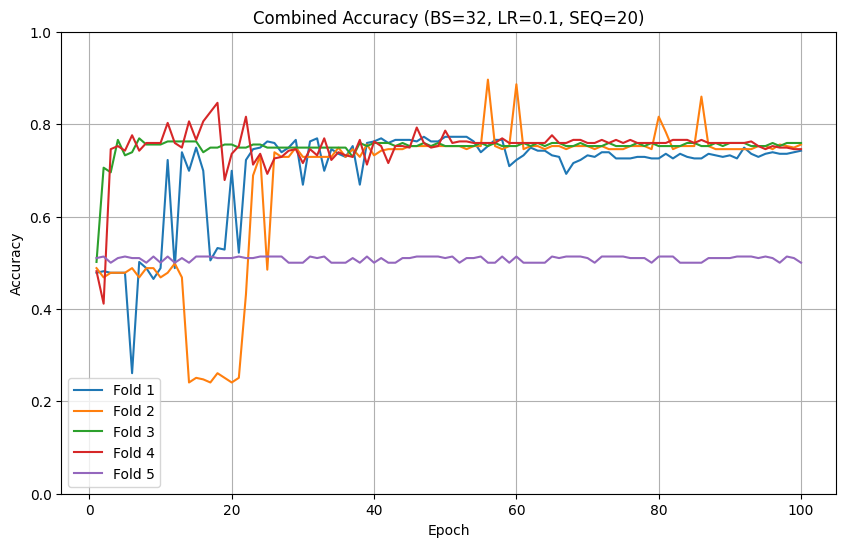 Combined Accuracy (BS=32, LR=0.1, SEQ=20)
1.0
0.8
0.6
0.4
0.2
0.0
Accuracy
Fold 1
Fold 2
Fold 3
Fold 4
Fold 5
0 20 40 60 80 100
Epoch